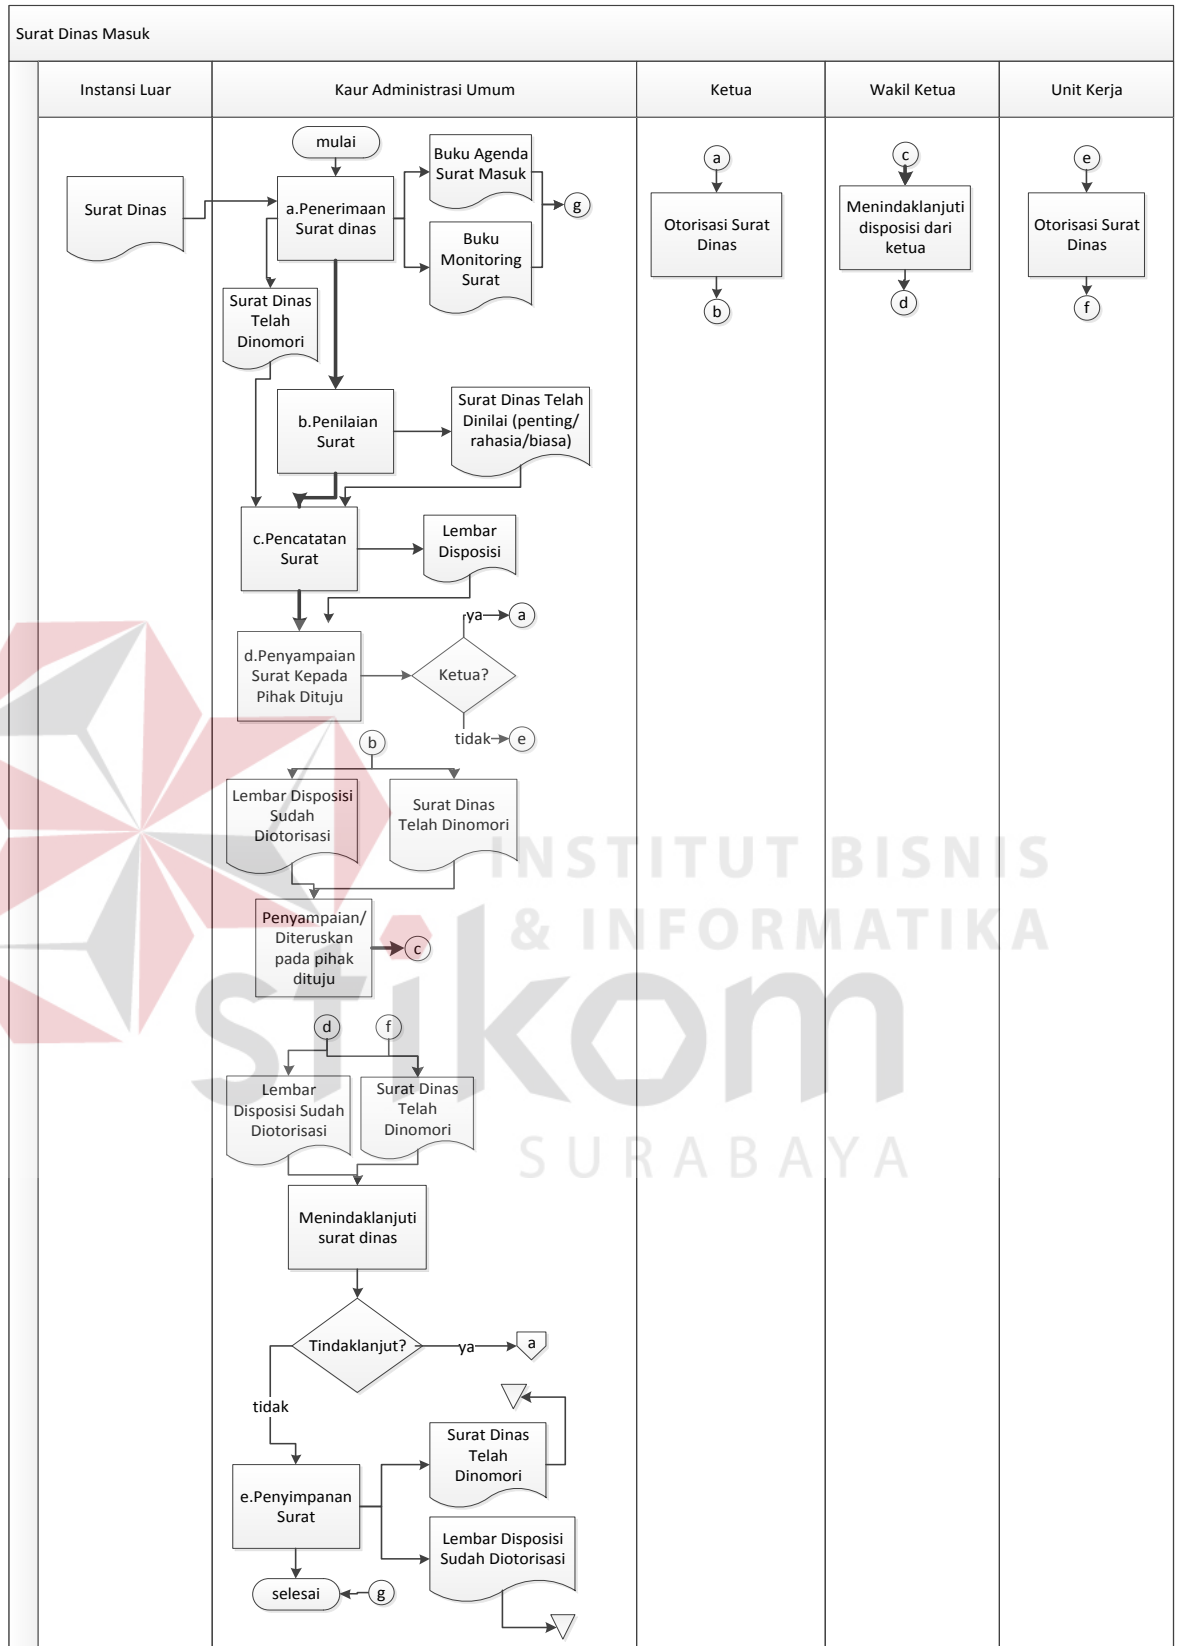 Surat Dinas Masuk
Instansi Luar
Kaur Administrasi Umum
Ketua
Wakil Ketua
Unit Kerja
mulai
Surat Dinas
a.Penerimaan
Surat dinas
Buku Agenda
Surat Masuk
Buku
Monitoring
Surat
g
Surat Dinas
Telah
Dinomori
b.Penilaian
Surat
Surat Dinas Telah
Dinilai (penting/
rahasia/biasa)
c.Pencatatan
Surat
Lembar
Disposisi
d.Penyampaian
Surat Kepada
Pihak Dituju
Ketua?
ya
a
tidak
e
b
Lembar Disposisi
Sudah
Diotorisasi
Surat Dinas
Telah Dinomori
Penyampaian/
Diteruskan
pada pihak
dituju
c
d
f
Lembar
Disposisi Sudah
Diotorisasi
Surat Dinas
Telah
Dinomori
Menindaklanjuti
surat dinas
Tindaklanjut?
ya
a
tidak
e.Penyimpanan
Surat
Surat Dinas
Telah
Dinomori
Lembar Disposisi
Sudah Diotorisasi
selesai
g
a
Otorisasi Surat
Dinas
b
c
Menindaklanjuti
disposisi dari
ketua
d
e
Otorisasi Surat
Dinas
f
INSTITUT BISNIS
& INFORMATIKA
stikom
SURABAYA